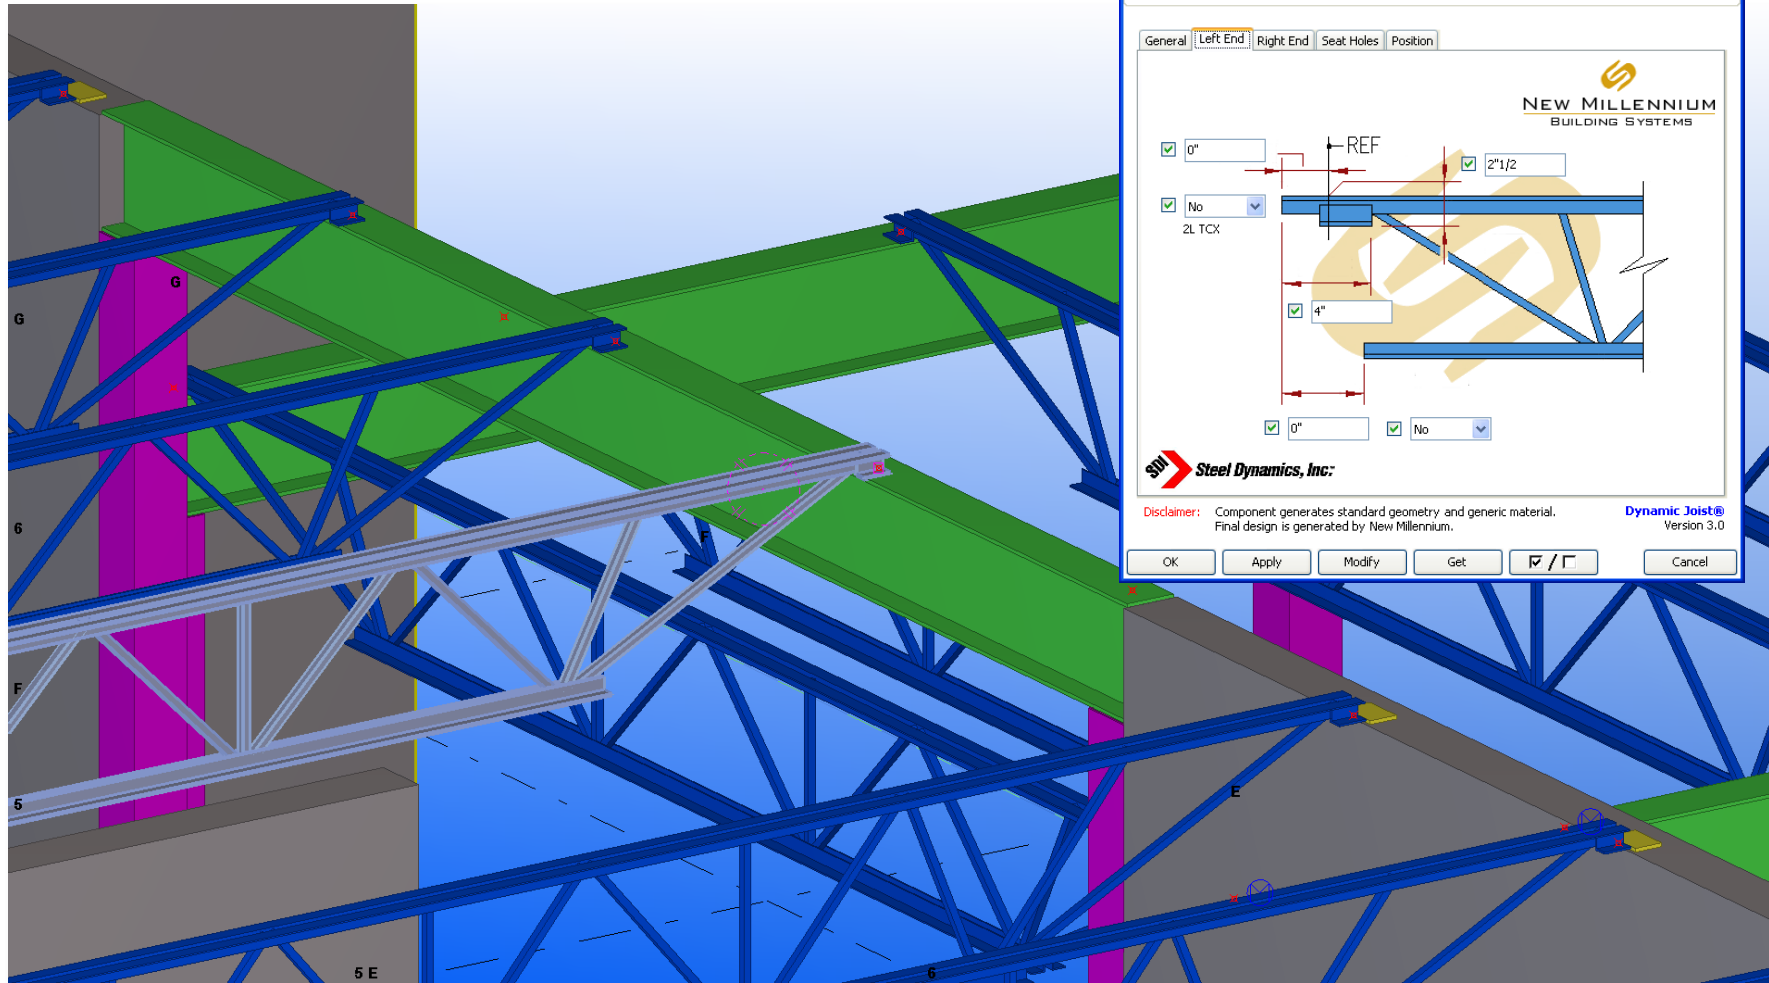 General
Left End
Right End
Seat Holes
Position
NEW MILLENNIUM
BUILDING SYSTEMS
0"
REF
2"1/2
No
2L TCX
4"
0"
No
SDI
Steel Dynamics, Inc.
Disclaimer: Component generates standard geometry and generic material.
Final design is generated by New Millennium.
Dynamic Joist®
Version 3.0
OK
Apply
Modify
Get
/
Cancel
G
G
6
F
F
5
E
5 E
6